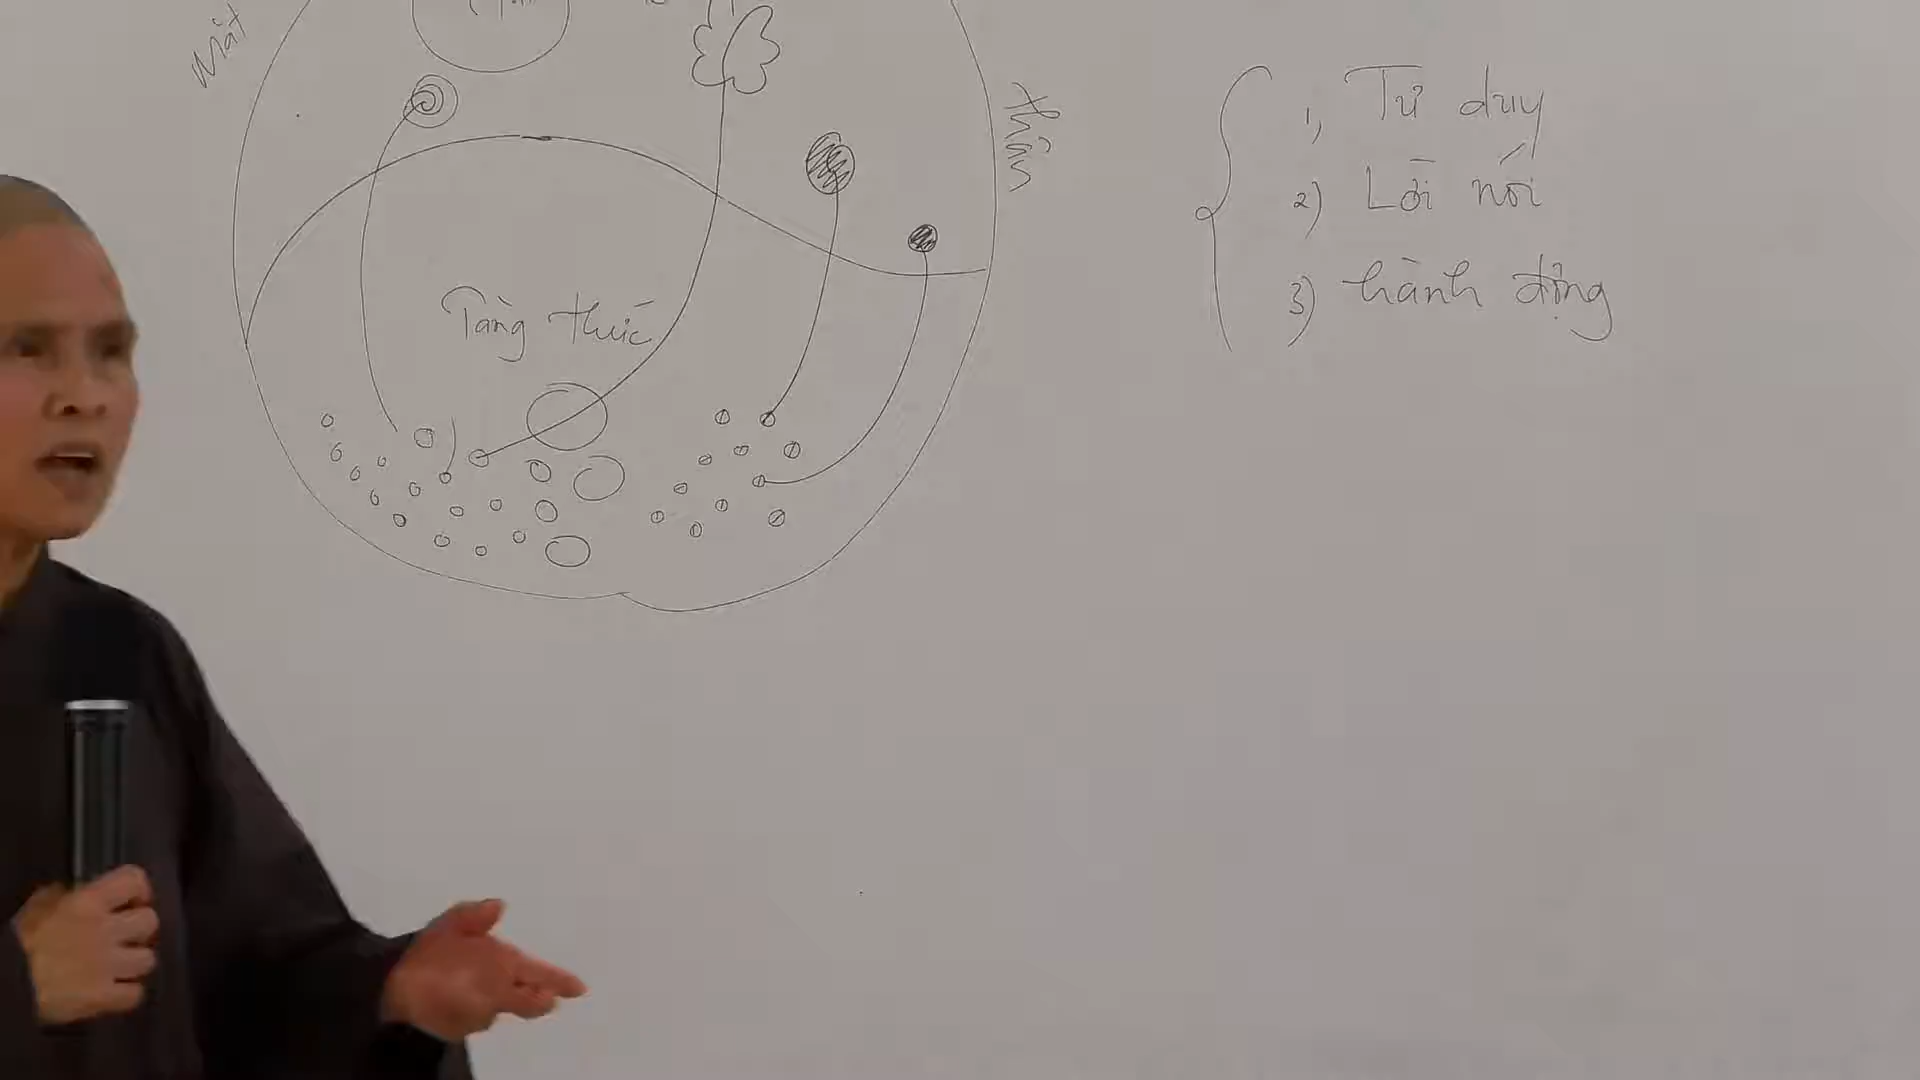 Mắt
thân
Tàng thức
1, Tư duy
2) Lời nói
3) hành động